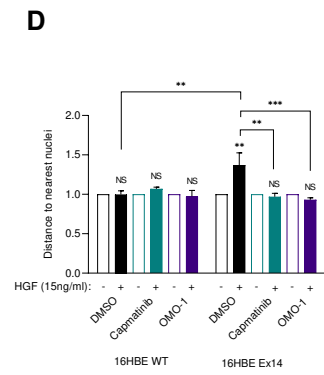 D
**
***
**
**
NS NS NS NS NS
Distance to nearest nuclei
2.0
1.5
1.0
0.5
0.0
HGF (15ng/ml): - + - + - + - + - + - +
DMSO Capmatinib OMO-1 DMSO Capmatinib OMO-1
16HBE WT 16HBE Ex14